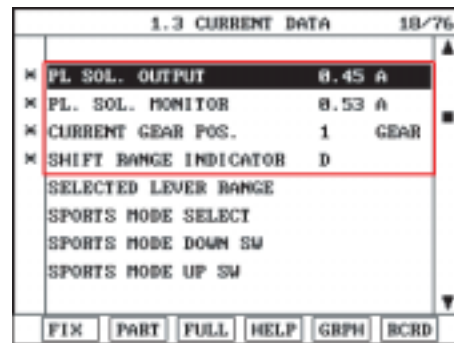 1.3 CURRENT DATA 18/76
× PL SOL. OUTPUT 0.45 A
× PL. SOL. MONITOR 0.53 A
× CURRENT GEAR POS. 1 GEAR
× SHIFT RANGE INDICATOR D
SELECTED LEVER RANGE
SPORTS MODE SELECT
SPORTS MODE DOWN SW
SPORTS MODE UP SW
FIX PART FULL HELP GRPH RCRD